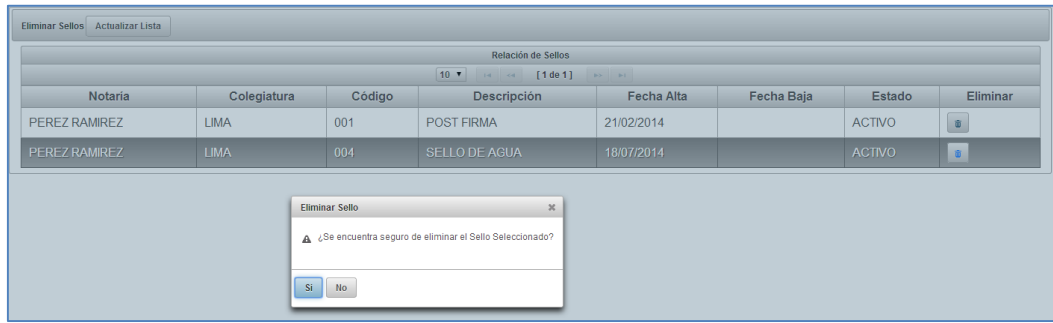 Eliminar Sellos Actualizar Lista
Relación de Sellos
10 [1 de 1]
Notaría Colegiatura Código Descripción Fecha Alta Fecha Baja Estado Eliminar
PEREZ RAMIREZ LIMA 001 POST FIRMA 21/02/2014 ACTIVO
PEREZ RAMIREZ LIMA 004 SELLO DE AGUA 18/07/2014 ACTIVO
Eliminar Sello
¿Se encuentra seguro de eliminar el Sello Seleccionado?
Si No